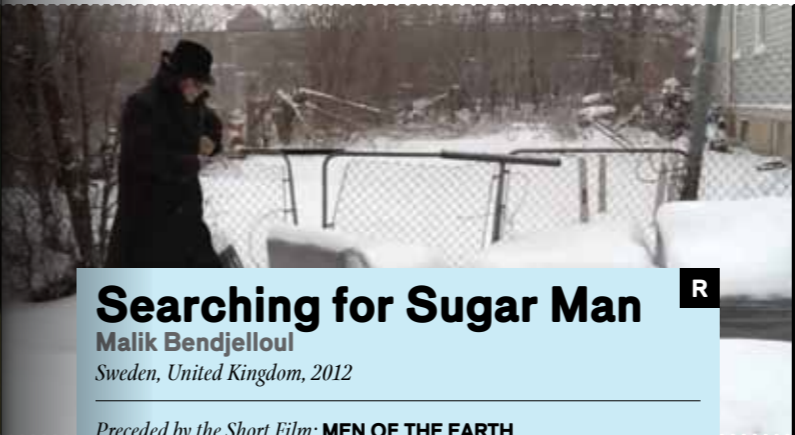 R
Searching for Sugar Man
Malik Bendjelloul
Sweden, United Kingdom, 2012
Preceded by the Short Film: MEN OF THE EARTH